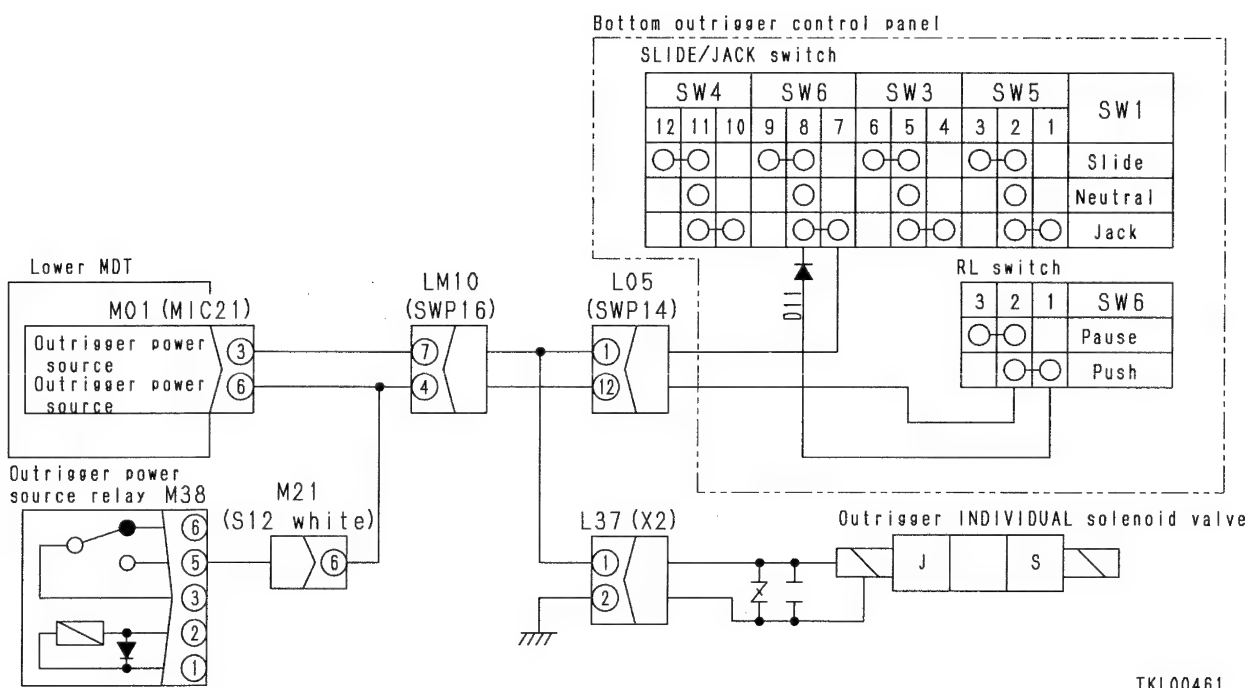 Bottom outrigger control panel
SLIDE/JACK switch
SW4 SW6 SW3 SW5 SW1
12 11 10 9 8 7 6 5 4 3 2 1
Slide
Neutral
Jack
RL switch
3 2 1 SW6
Pause
Push
D11
Lower MDT
M01 (MIC21)
Outrigger power
source
Outrigger power
source
3
6
LM10
(SWP16)
7
4
L05
(SWP14)
1
12
Outrigger power
source relay M38
6
5
3
2
1
M21
(S12 white)
6
L37 (X2)
1
2
Outrigger INDIVIDUAL solenoid valve
J S
TKL00461